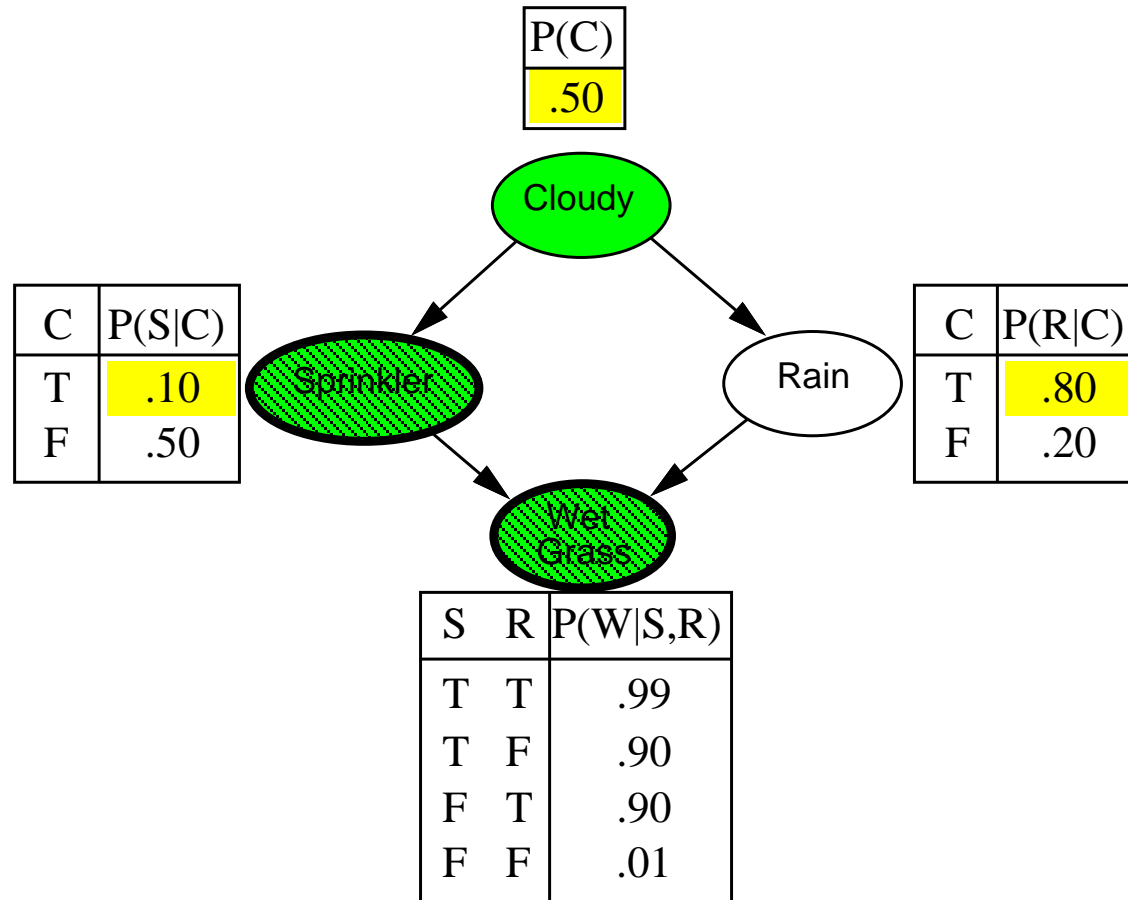 P(C)
.50
Cloudy
C P(S|C)
T .10
F .50
Sprinkler
Rain
C P(R|C)
T .80
F .20
Wet
Grass
S R P(W|S,R)
T T .99
T F .90
F T .90
F F .01